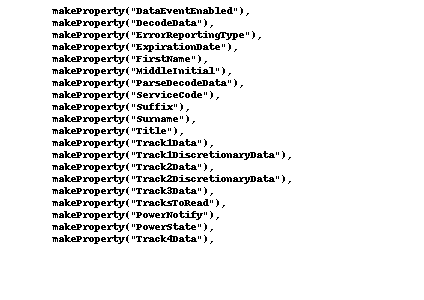 makeProperty("DataEventEnabled"),
makeProperty("DecodeData"),
makeProperty("ErrorReportingType"),
makeProperty("ExpirationDate"),
makeProperty("FirstName"),
makeProperty("MiddleInitial"),
makeProperty("ParseDecodeData"),
makeProperty("ServiceCode"),
makeProperty("Suffix"),
makeProperty("Surname"),
makeProperty("Title"),
makeProperty("Track1Data"),
makeProperty("Track1DiscretionaryData"),
makeProperty("Track2Data"),
makeProperty("Track2DiscretionaryData"),
makeProperty("Track3Data"),
makeProperty("TracksToRead"),
makeProperty("PowerNotify"),
makeProperty("PowerState"),
makeProperty("Track4Data"),